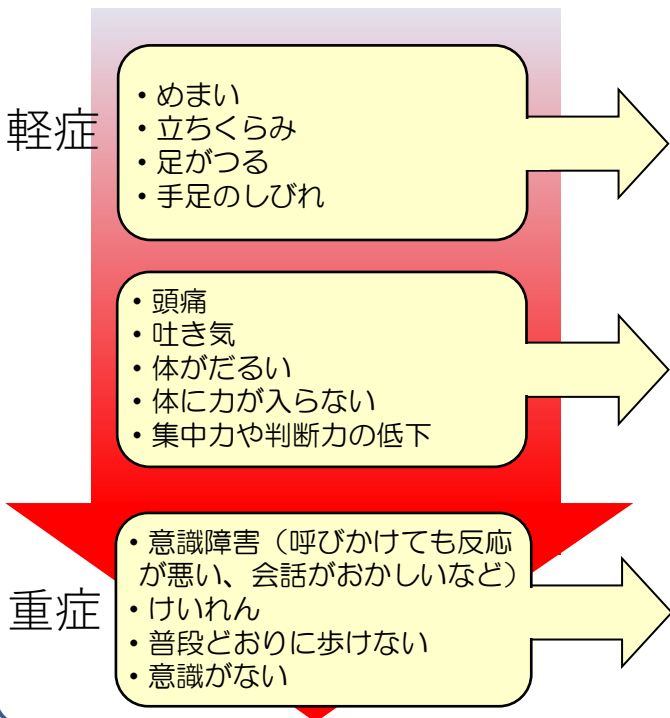 軽症
・めまい
・立ちくらみ
・足がつる
・手足のしびれ
・頭痛
・吐き気
・体がだるい
・体に力が入らない
・集中力や判断力の低下
重症
・意識障害（呼びかけても反応
が悪い、会話がおかしいなど）
・けいれん
・普段どおりに歩けない
・意識がない